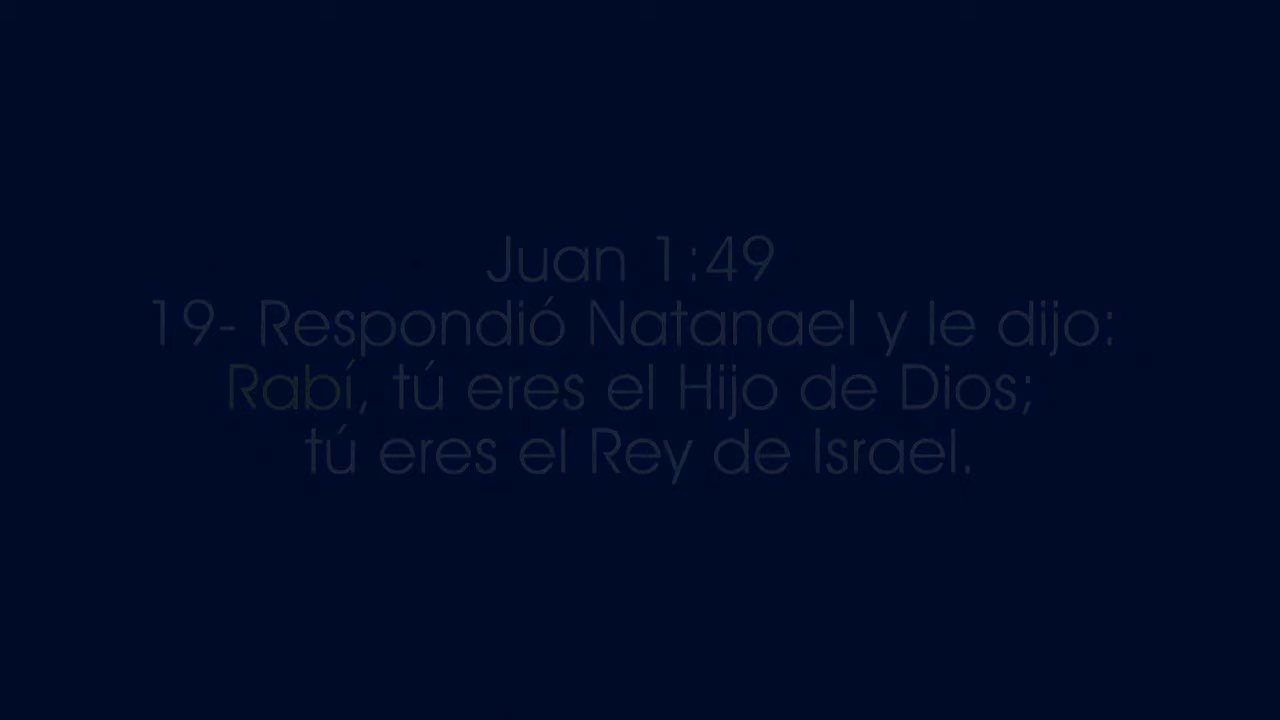 Juan 1:49
19- Respondió Natanael y le dijo:
Rabí, tú eres el Hijo de Dios;
tú eres el Rey de Israel.